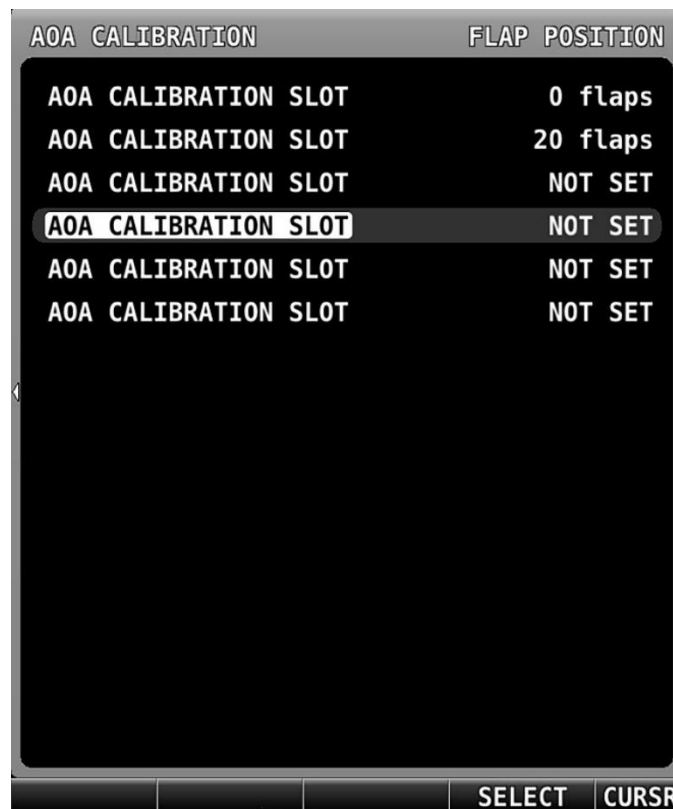 AOA CALIBRATION FLAP POSITION
AOA CALIBRATION SLOT 0 flaps
AOA CALIBRATION SLOT 20 flaps
AOA CALIBRATION SLOT NOT SET
AOA CALIBRATION SLOT NOT SET
AOA CALIBRATION SLOT NOT SET
AOA CALIBRATION SLOT NOT SET
SELECT CURSR